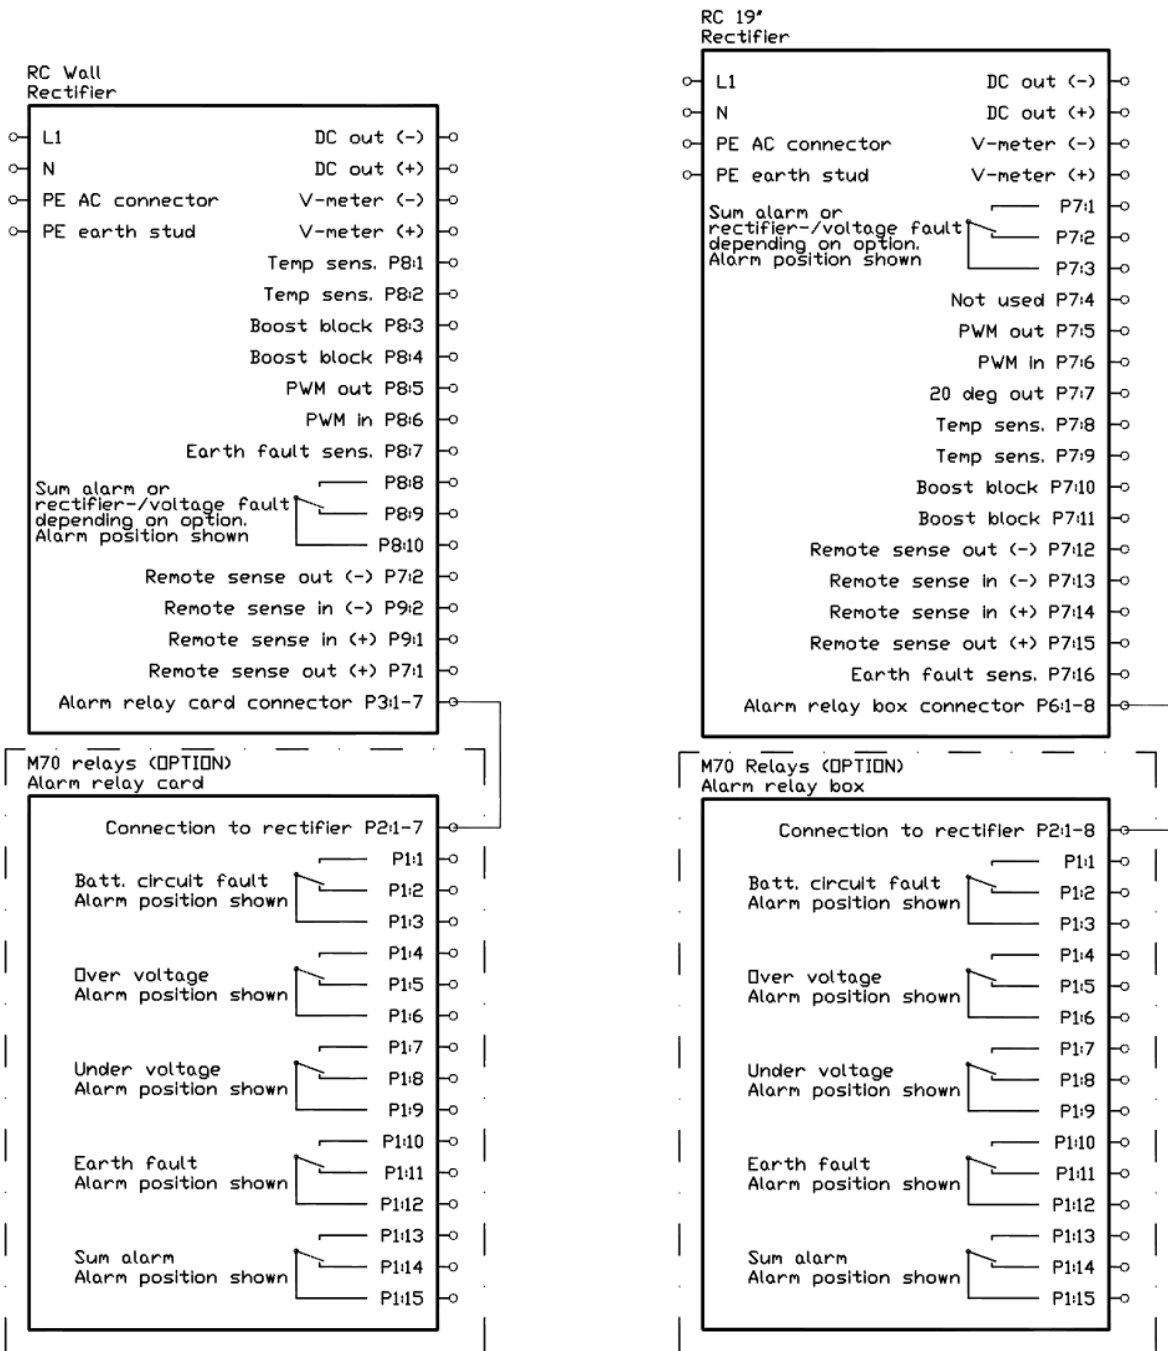 RC Wall
Rectifier
L1
DC out (-)
N
DC out (+)
PE AC connector
V-meter (-)
PE earth stud
V-meter (+)
Temp sens. P8:1
Temp sens. P8:2
Boost block P8:3
Boost block P8:4
PWM out P8:5
PWM in P8:6
Earth fault sens. P8:7
P8:8
Sum alarm or
rectifier-/voltage fault
depending on option.
Alarm position shown
P8:9
P8:10
Remote sense out (-) P7:2
Remote sense in (-) P9:2
Remote sense in (+) P9:1
Remote sense out (+) P7:1
Alarm relay card connector P3:1-7
M70 relays (OPTION)
Alarm relay card
Connection to rectifier P2:1-7
P1:1
Batt. circuit fault
Alarm position shown
P1:2
P1:3
P1:4
Over voltage
Alarm position shown
P1:5
P1:6
P1:7
Under voltage
Alarm position shown
P1:8
P1:9
P1:10
Earth fault
Alarm position shown
P1:11
P1:12
P1:13
Sum alarm
Alarm position shown
P1:14
P1:15
RC 19"
Rectifier
L1
DC out (-)
N
DC out (+)
PE AC connector
V-meter (-)
PE earth stud
V-meter (+)
P7:1
Sum alarm or
rectifier-/voltage fault
depending on option.
Alarm position shown
P7:2
P7:3
Not used P7:4
PWM out P7:5
PWM in P7:6
20 deg out P7:7
Temp sens. P7:8
Temp sens. P7:9
Boost block P7:10
Boost block P7:11
Remote sense out (-) P7:12
Remote sense in (-) P7:13
Remote sense in (+) P7:14
Remote sense out (+) P7:15
Earth fault sens. P7:16
Alarm relay box connector P6:1-8
M70 Relays (OPTION)
Alarm relay box
Connection to rectifier P2:1-8
P1:1
Batt. circuit fault
Alarm position shown
P1:2
P1:3
P1:4
Over voltage
Alarm position shown
P1:5
P1:6
P1:7
Under voltage
Alarm position shown
P1:8
P1:9
P1:10
Earth fault
Alarm position shown
P1:11
P1:12
P1:13
Sum alarm
Alarm position shown
P1:14
P1:15